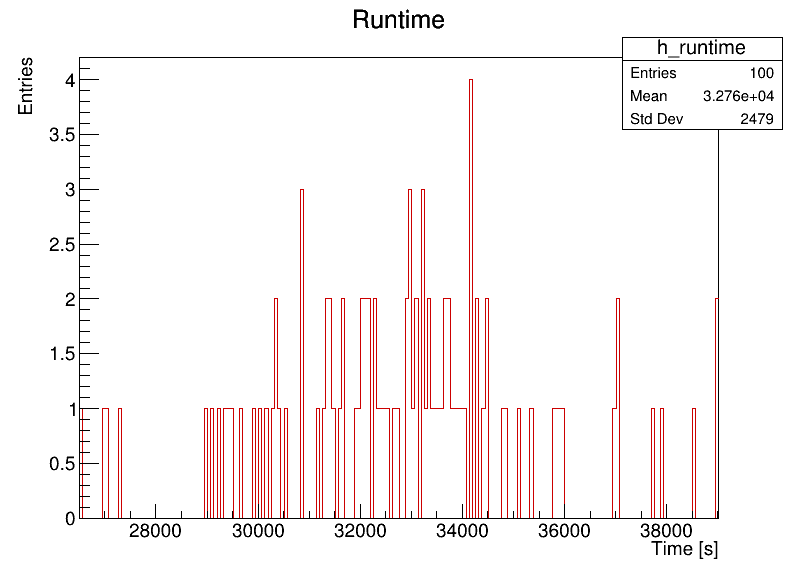 Runtime
h_runtime
Entries 100
Mean 3.276e+04
Std Dev 2479
Entries
4
3.5
3
2.5
2
1.5
1
0.5
0
28000 30000 32000 34000 36000 38000
Time [s]